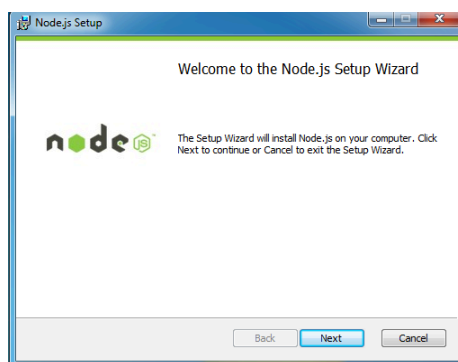 Node.js Setup
Welcome to the Node.js Setup Wizard
node JS
The Setup Wizard will install Node.js on your computer. Click
Next to continue or Cancel to exit the Setup Wizard.
Back Next Cancel